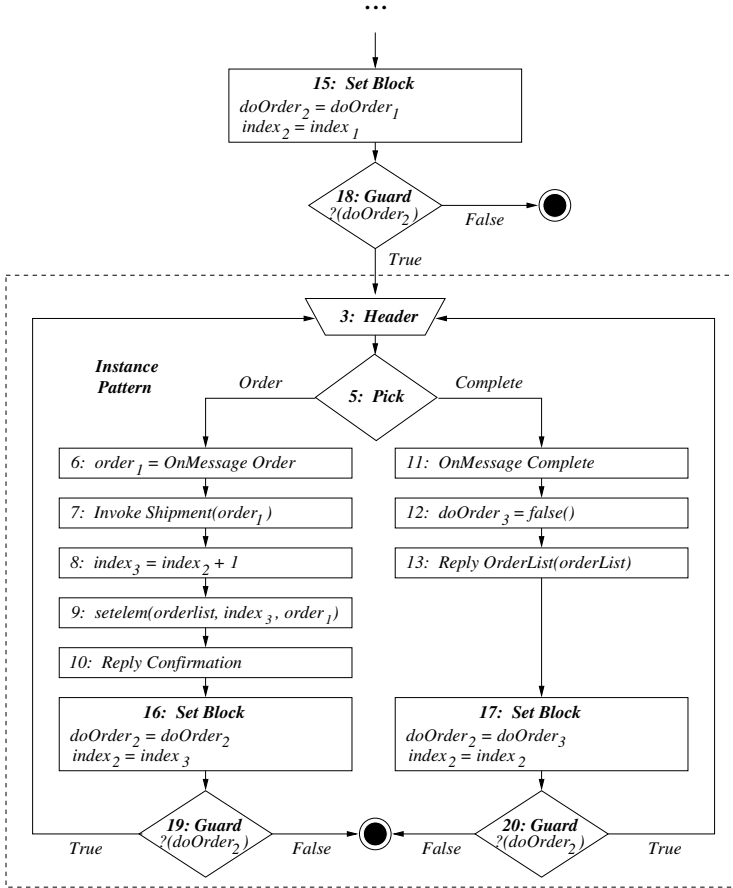 ...
15: Set Block
doOrder₂ = doOrder₁
index₂ = index₁
18: Guard
?(doOrder₂)
False
True
3: Header
Instance
Pattern
Order
Complete
5: Pick
6: order₁ = OnMessage Order
11: OnMessage Complete
7: Invoke Shipment(order₁)
12: doOrder₃ = false()
8: index₃ = index₂ + 1
13: Reply OrderList(orderList)
9: setelem(orderlist, index₃, order₁)
10: Reply Confirmation
16: Set Block
doOrder₂ = doOrder₂
index₂ = index₃
17: Set Block
doOrder₂ = doOrder₃
index₂ = index₂
19: Guard
?(doOrder₂)
20: Guard
?(doOrder₂)
True
False
False
True